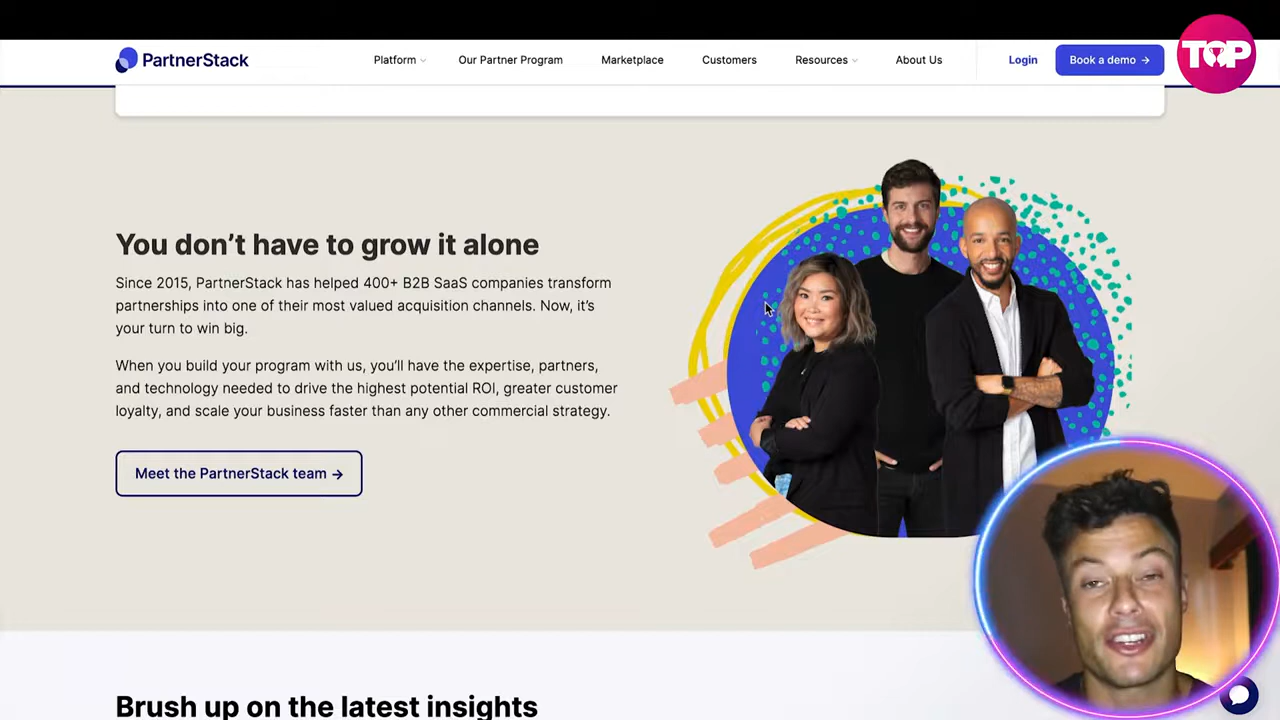 PartnerStack
Platform
Our Partner Program
Marketplace
Customers
Resources
About Us
Login
Book a demo →
TOP
You don’t have to grow it alone
Since 2015, PartnerStack has helped 400+ B2B SaaS companies transform
partnerships into one of their most valued acquisition channels. Now, it’s
your turn to win big.
When you build your program with us, you’ll have the expertise, partners,
and technology needed to drive the highest potential ROI, greater customer
loyalty, and scale your business faster than any other commercial strategy.
Meet the PartnerStack team →
Brush up on the latest insights